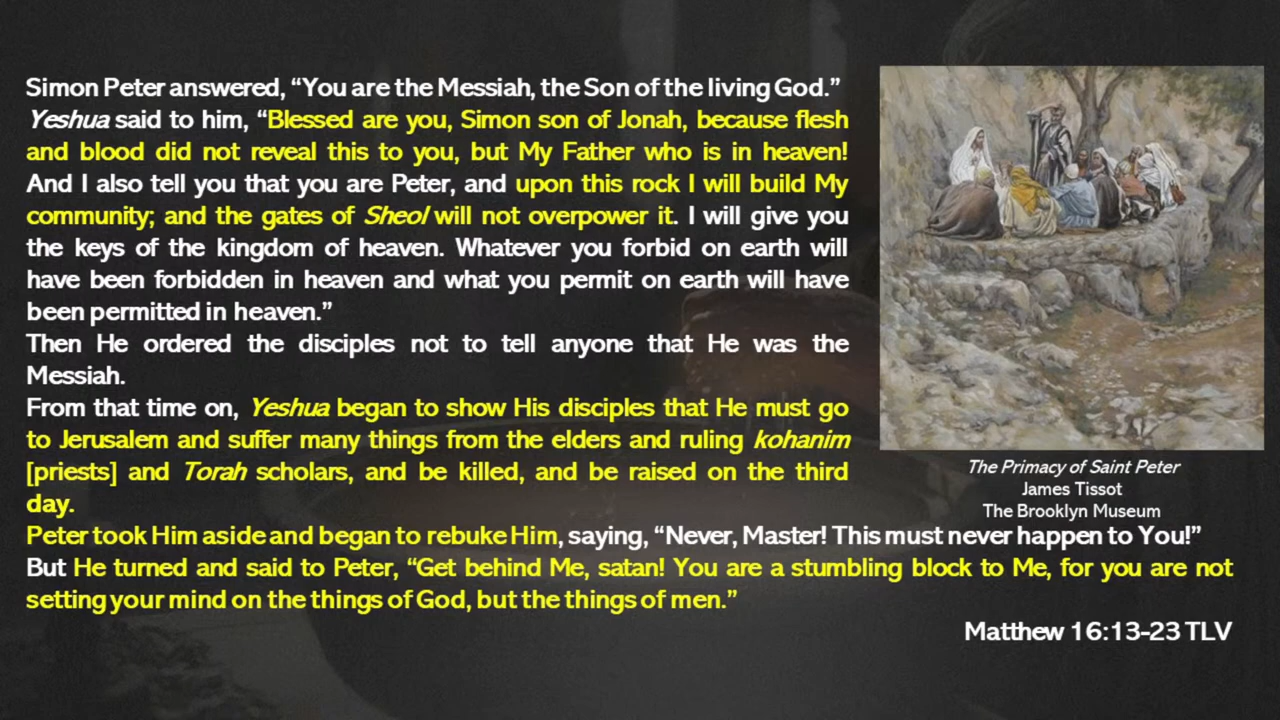 Simon Peter answered, “You are the Messiah, the Son of the living God.”
Yeshua said to him, “Blessed are you, Simon son of Jonah, because flesh
and blood did not reveal this to you, but My Father who is in heaven!
And I also tell you that you are Peter, and upon this rock I will build My
community; and the gates of Sheol will not overpower it. I will give you
the keys of the kingdom of heaven. Whatever you forbid on earth will
have been forbidden in heaven and what you permit on earth will have
been permitted in heaven.”
Then He ordered the disciples not to tell anyone that He was the
Messiah.
From that time on, Yeshua began to show His disciples that He must go
to Jerusalem and suffer many things from the elders and ruling kohanim
[priests] and Torah scholars, and be killed, and be raised on the third
day.
Peter took Him aside and began to rebuke Him, saying, “Never, Master! This must never happen to You!”
But He turned and said to Peter, “Get behind Me, satan! You are a stumbling block to Me, for you are not
setting your mind on the things of God, but the things of men.”
Matthew 16:13-23 TLV
The Primacy of Saint Peter
James Tissot
The Brooklyn Museum